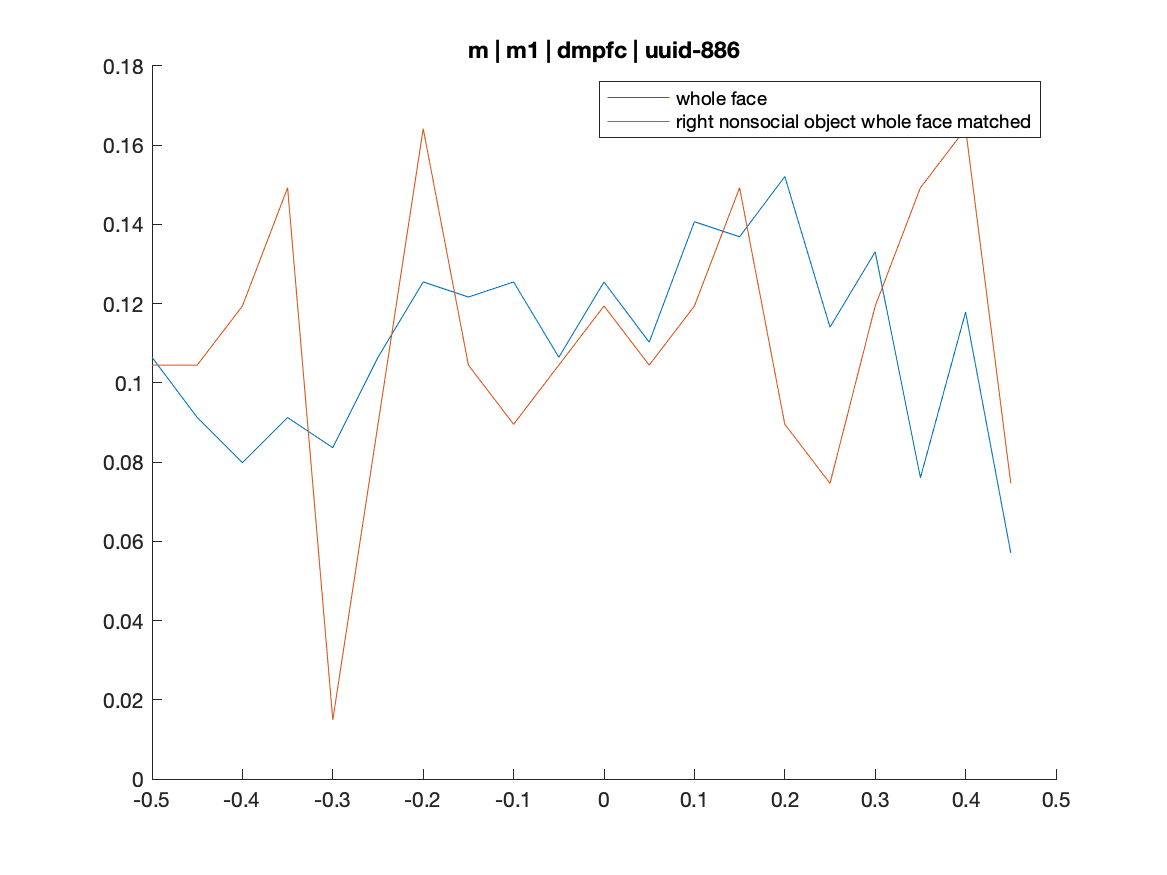 m | m1 | dmpfc | uuid-886
0.18
whole face
right nonsocial object whole face matched
0.16
0.14
0.12
0.1
0.08
0.06
0.04
0.02
0
-0.5 -0.4 -0.3 -0.2 -0.1 0 0.1 0.2 0.3 0.4 0.5